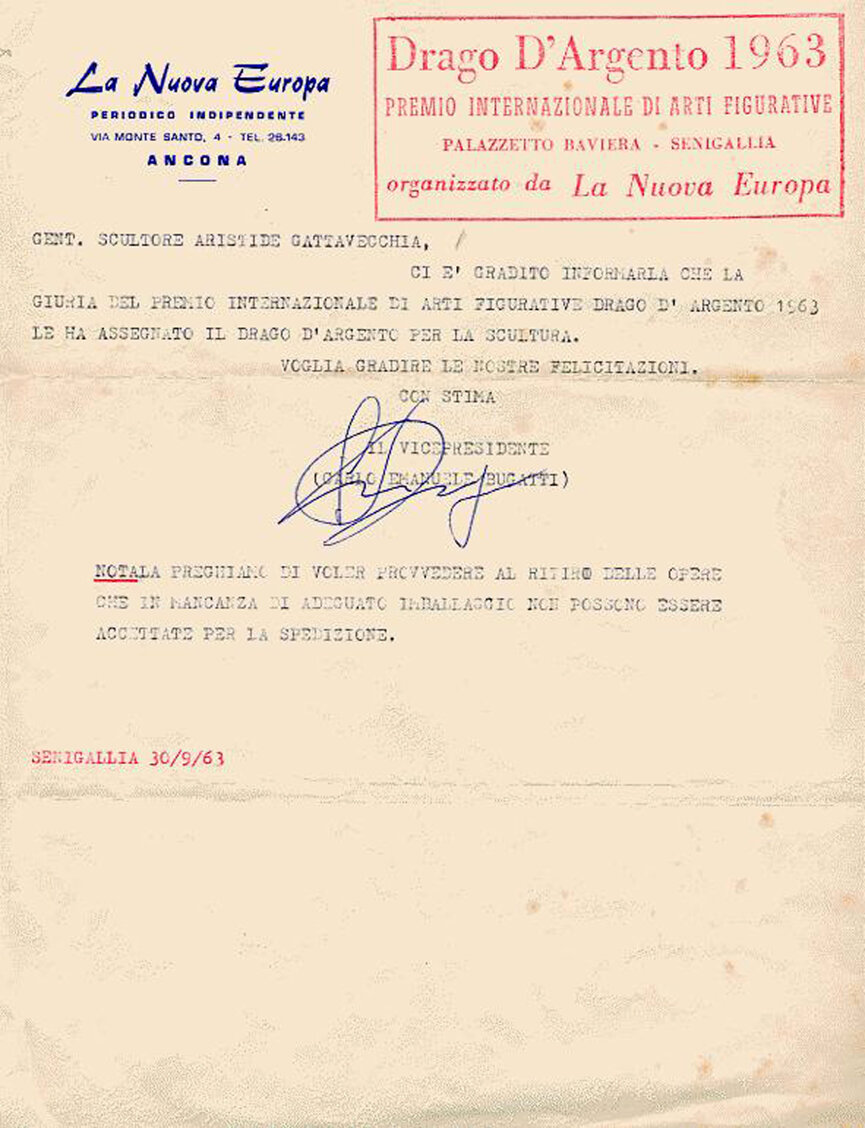 La Nuova Europa
PERIODICO INDIPENDENTE
VIA MONTE SANTO, 4 - TEL. 26.143
ANCONA
Drago D'Argento 1963
PREMIO INTERNAZIONALE DI ARTI FIGURATIVE
PALAZZETTO BAVIERA - SENIGALLIA
organizzato da La Nuova Europa
GENT. SCULTORE ARISTIDE GATTAVECCHIA,
CI E' GRADITO INFORMARLA CHE LA
GIURIA DEL PREMIO INTERNAZIONALE DI ARTI FIGURATIVE DRAGO D' ARGENTO 1963
LE HA ASSEGNATO IL DRAGO D'ARGENTO PER LA SCULTURA.
VOGLIA GRADIRE LE NOSTRE FELICITAZIONI.
CON STIMA
IL VICEPRESIDENTE
(CARLO EMANUELE BUGATTI)
NOTALA PREGHIAMO DI VOLER PROVVEDERE AL RITIRO DELLE OPERE
CHE IN MANCANZA DI ADEGUATO IMBALLAGGIO NON POSSONO ESSERE
ACCETTATE PER LA SPEDIZIONE.
SENIGALLIA 30/9/63